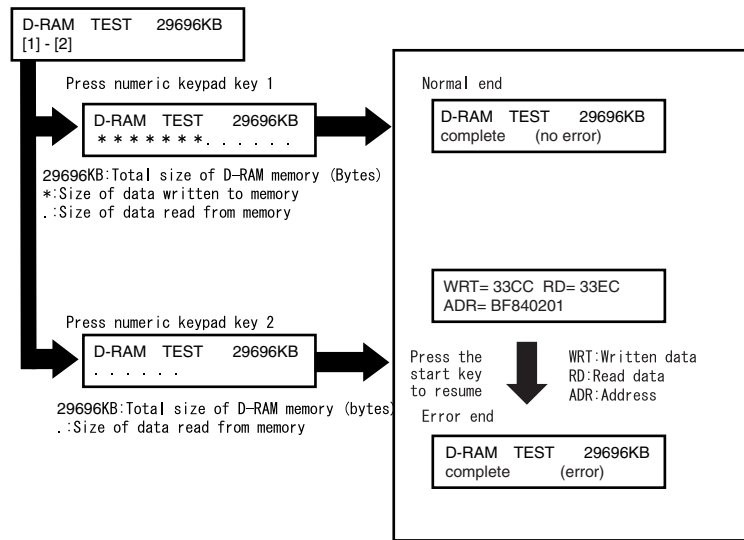 D-RAM TEST 29696KB
[1] - [2]
Press numeric keypad key 1
D-RAM TEST 29696KB
* * * * * * * . . . . . .
29696KB:Total size of D-RAM memory (Bytes)
*:Size of data written to memory
.:Size of data read from memory
Press numeric keypad key 2
D-RAM TEST 29696KB
. . . . . .
29696KB:Total size of D-RAM memory (bytes)
.:Size of data read from memory
Normal end
D-RAM TEST 29696KB
complete (no error)
WRT= 33CC RD= 33EC
ADR= BF840201
Press the
start key
to resume
WRT:Written data
RD:Read data
ADR:Address
Error end
D-RAM TEST 29696KB
complete (error)